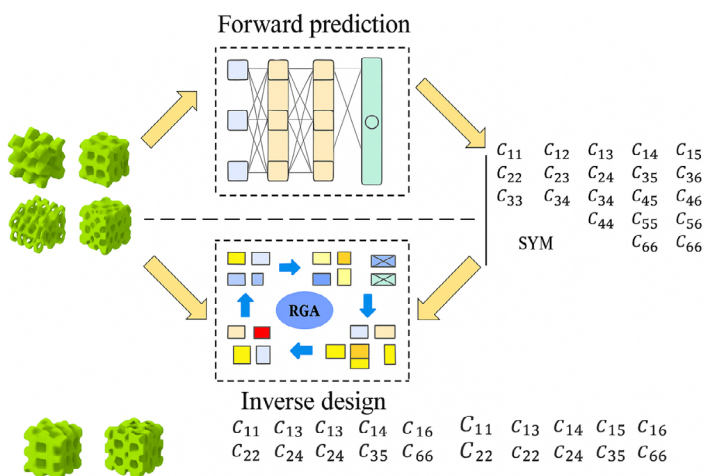 Forward prediction
C₁₁ C₁₂ C₁₃ C₁₄ C₁₅
C₂₂ C₂₃ C₂₄ C₃₅ C₃₆
C₃₃ C₃₄ C₃₄ C₄₅ C₄₆
C₄₄ C₅₅ C₅₆
SYM C₆₆ C₆₆
RGA
Inverse design
C₁₁ C₁₃ C₁₃ C₁₄ C₁₆ C₁₁ C₁₃ C₁₄ C₁₅ C₁₆
C₂₂ C₂₄ C₂₄ C₃₅ C₆₆ C₂₂ C₂₂ C₂₄ C₃₅ C₆₆